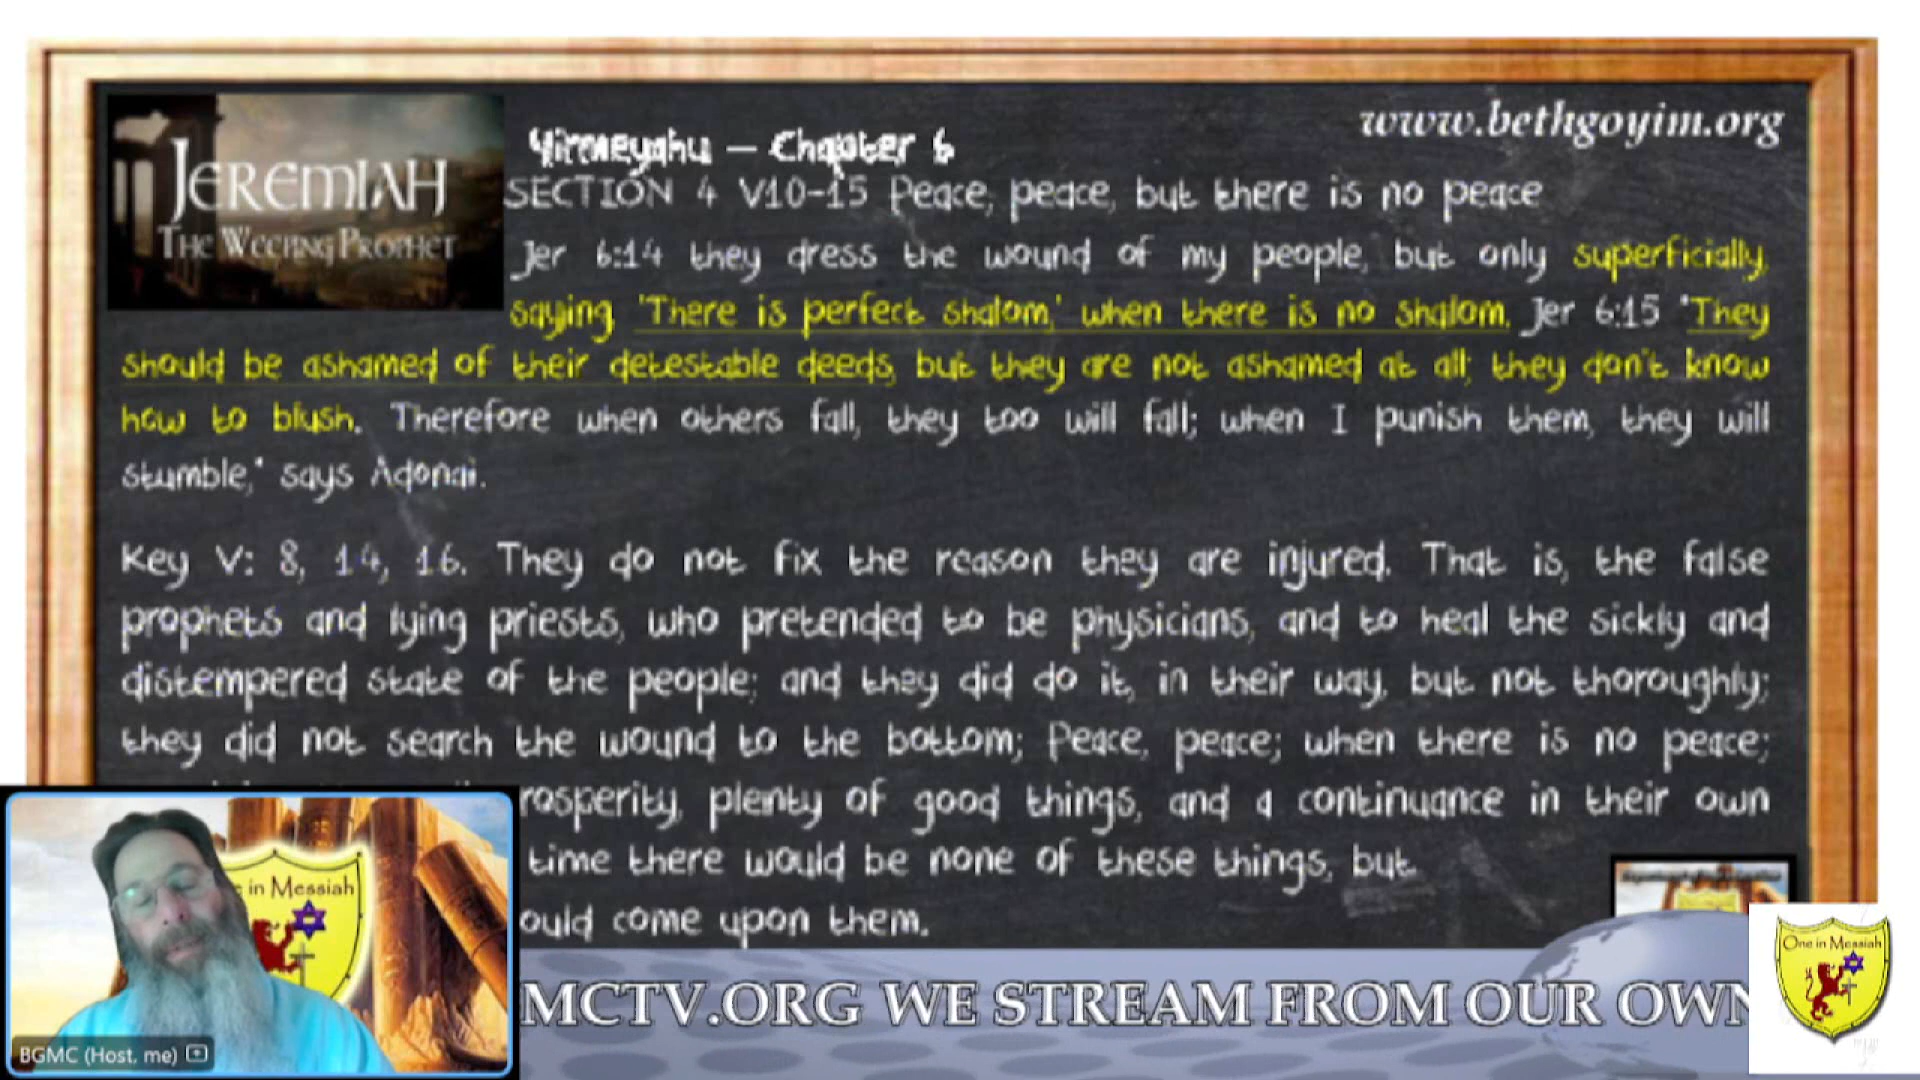 www.bethgoyim.org
JEREMIAH
THE WEEPING PROPHET
Yirmeyahu – Chapter 6
SECTION 4 V10-15 Peace, peace, but there is no peace
Jer 6:14 they dress the wound of my people, but only superficially,
saying, 'There is perfect shalom,' when there is no shalom. Jer 6:15 "They
should be ashamed of their detestable deeds, but they are not ashamed at all; they don't know
how to blush. Therefore when others fall, they too will fall; when I punish them, they will
stumble," says Adonai.
Key V: 8, 14, 16. They do not fix the reason they are injured. That is, the false
prophets and lying priests, who pretended to be physicians, and to heal the sickly and
distempered state of the people; and they did do it, in their way, but not thoroughly;
they did not search the wound to the bottom; Peace, peace; when there is no peace;
rosperity, plenty of good things, and a continuance in their own
time there would be none of these things, but
ould come upon them.
e in Messiah
BGMC (Host, me)
MCTV.ORG WE STREAM FROM OUR OWN
One in Messiah